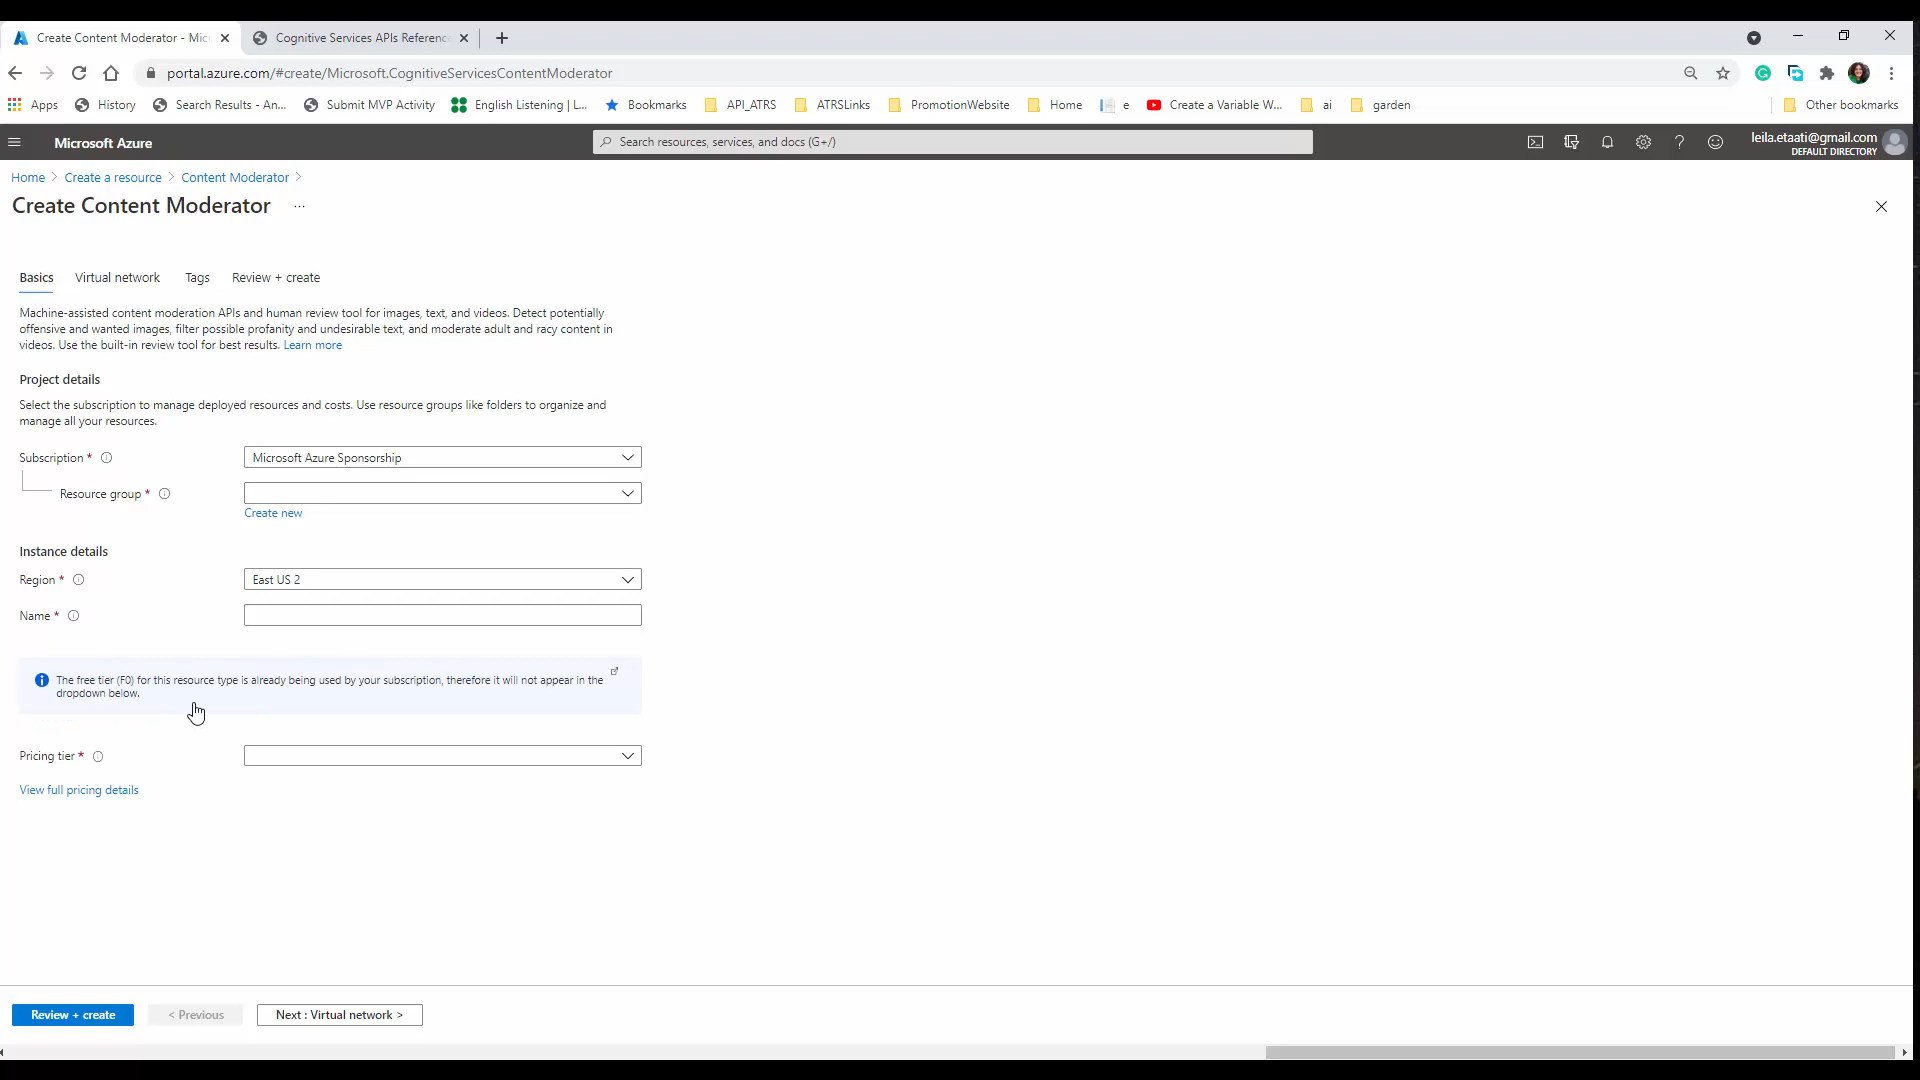 Create Content Moderator - Mic
Cognitive Services APIs Reference
portal.azure.com/#create/Microsoft.CognitiveServicesContentModerator
Apps
History
Search Results - An...
Submit MVP Activity
English Listening | L...
Bookmarks
API_ATRS
ATRSLinks
PromotionWebsite
Home
e
Create a Variable W...
ai
garden
Other bookmarks
Microsoft Azure
Search resources, services, and docs (G+/)
leila.etaati@gmail.com
DEFAULT DIRECTORY
Home > Create a resource > Content Moderator >
Create Content Moderator ...
Basics
Virtual network
Tags
Review + create
Machine-assisted content moderation APIs and human review tool for images, text, and videos. Detect potentially
offensive and wanted images, filter possible profanity and undesirable text, and moderate adult and racy content in
videos. Use the built-in review tool for best results. Learn more
Project details
Select the subscription to manage deployed resources and costs. Use resource groups like folders to organize and
manage all your resources.
Subscription *
Microsoft Azure Sponsorship
Resource group *
Create new
Instance details
Region *
East US 2
Name *
The free tier (F0) for this resource type is already being used by your subscription, therefore it will not appear in the
dropdown below.
Pricing tier *
View full pricing details
Review + create
< Previous
Next : Virtual network >